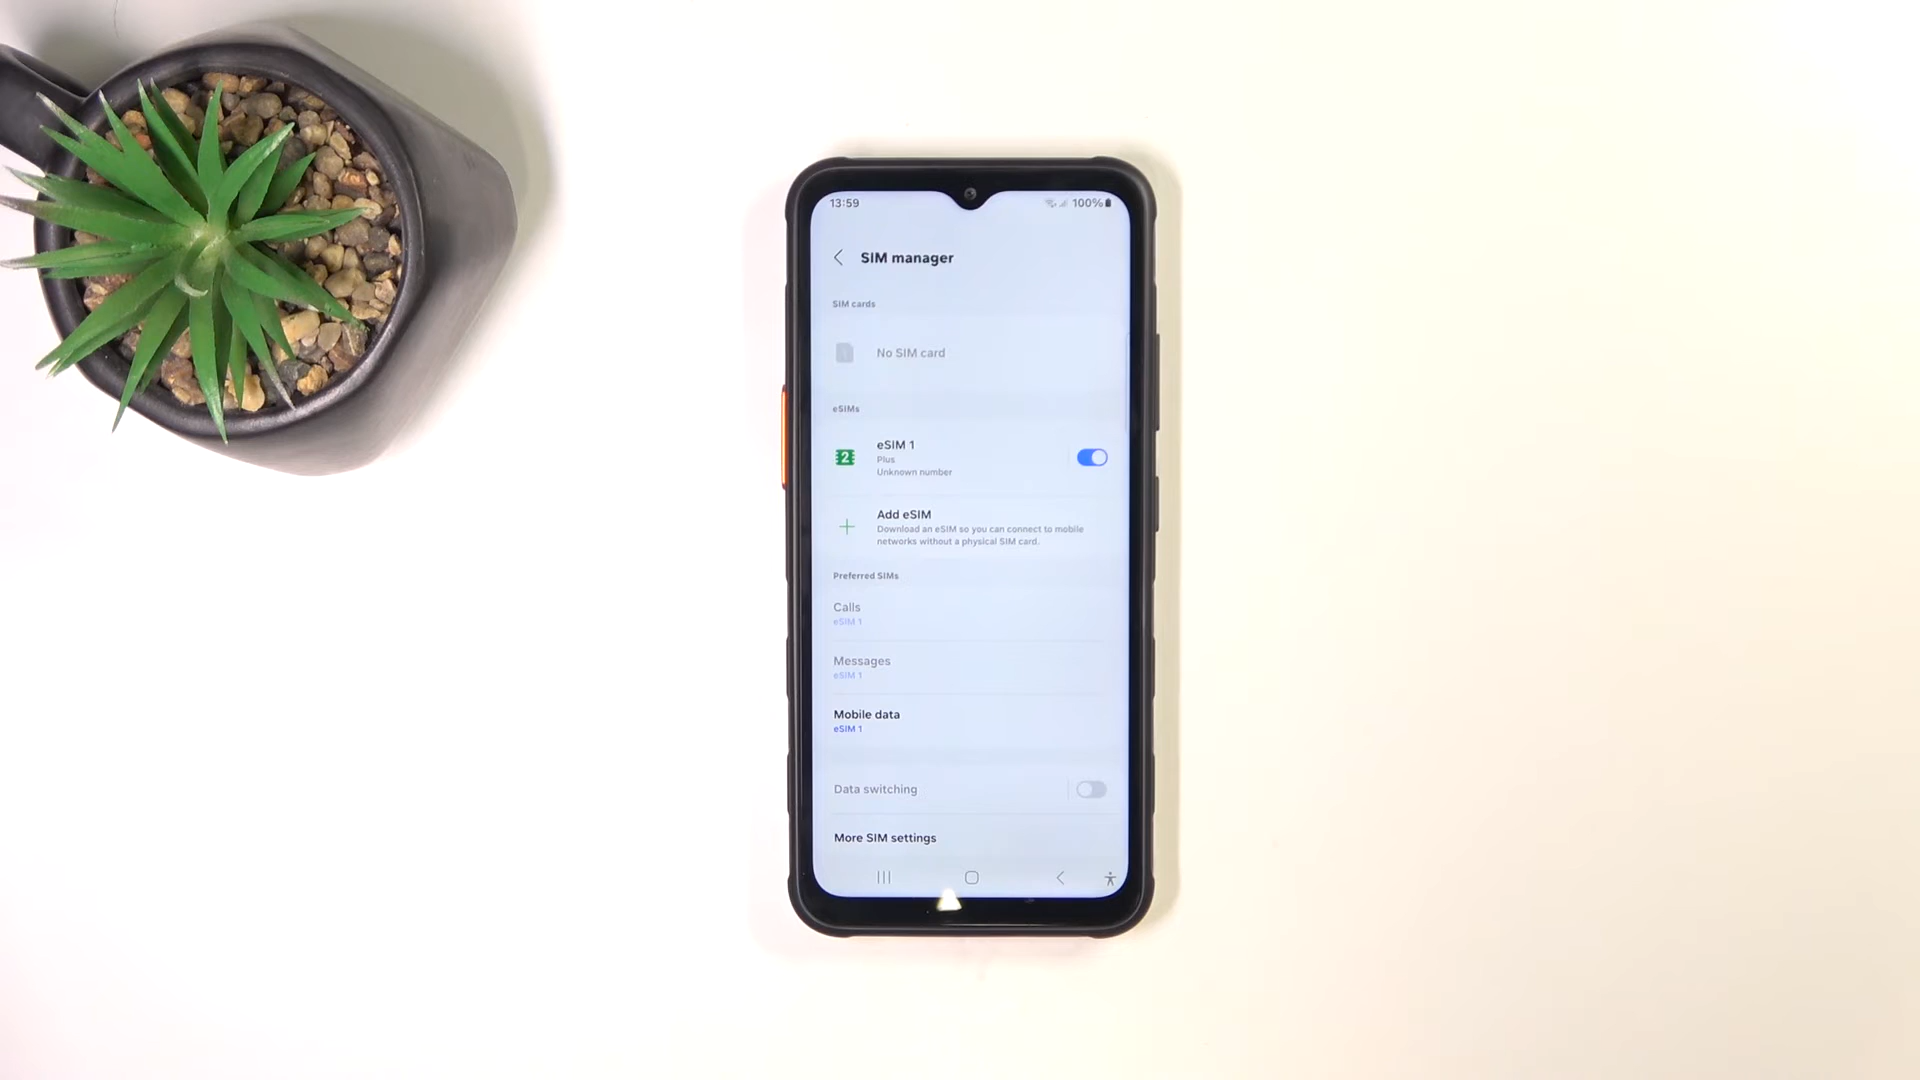 13:59
100%
SIM manager
SIM cards
No SIM card
eSIMs
2
eSIM 1
Plus
Unknown number
Add eSIM
Download an eSIM so you can connect to mobile
networks without a physical SIM card.
Preferred SIMs
Calls
eSIM 1
Messages
eSIM 1
Mobile data
eSIM 1
Data switching
More SIM settings